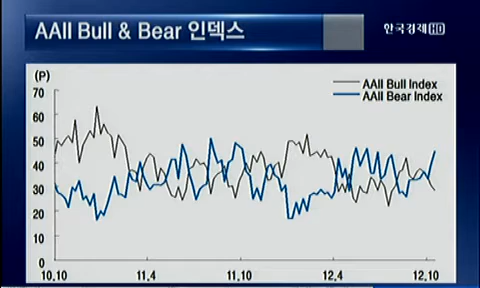 AAII Bull & Bear 인덱스
한국경제HD
(P)
AAII Bull Index
AAII Bear Index
70
60
50
40
30
20
10
0
10,10
11,4
11,10
12,4
12,10